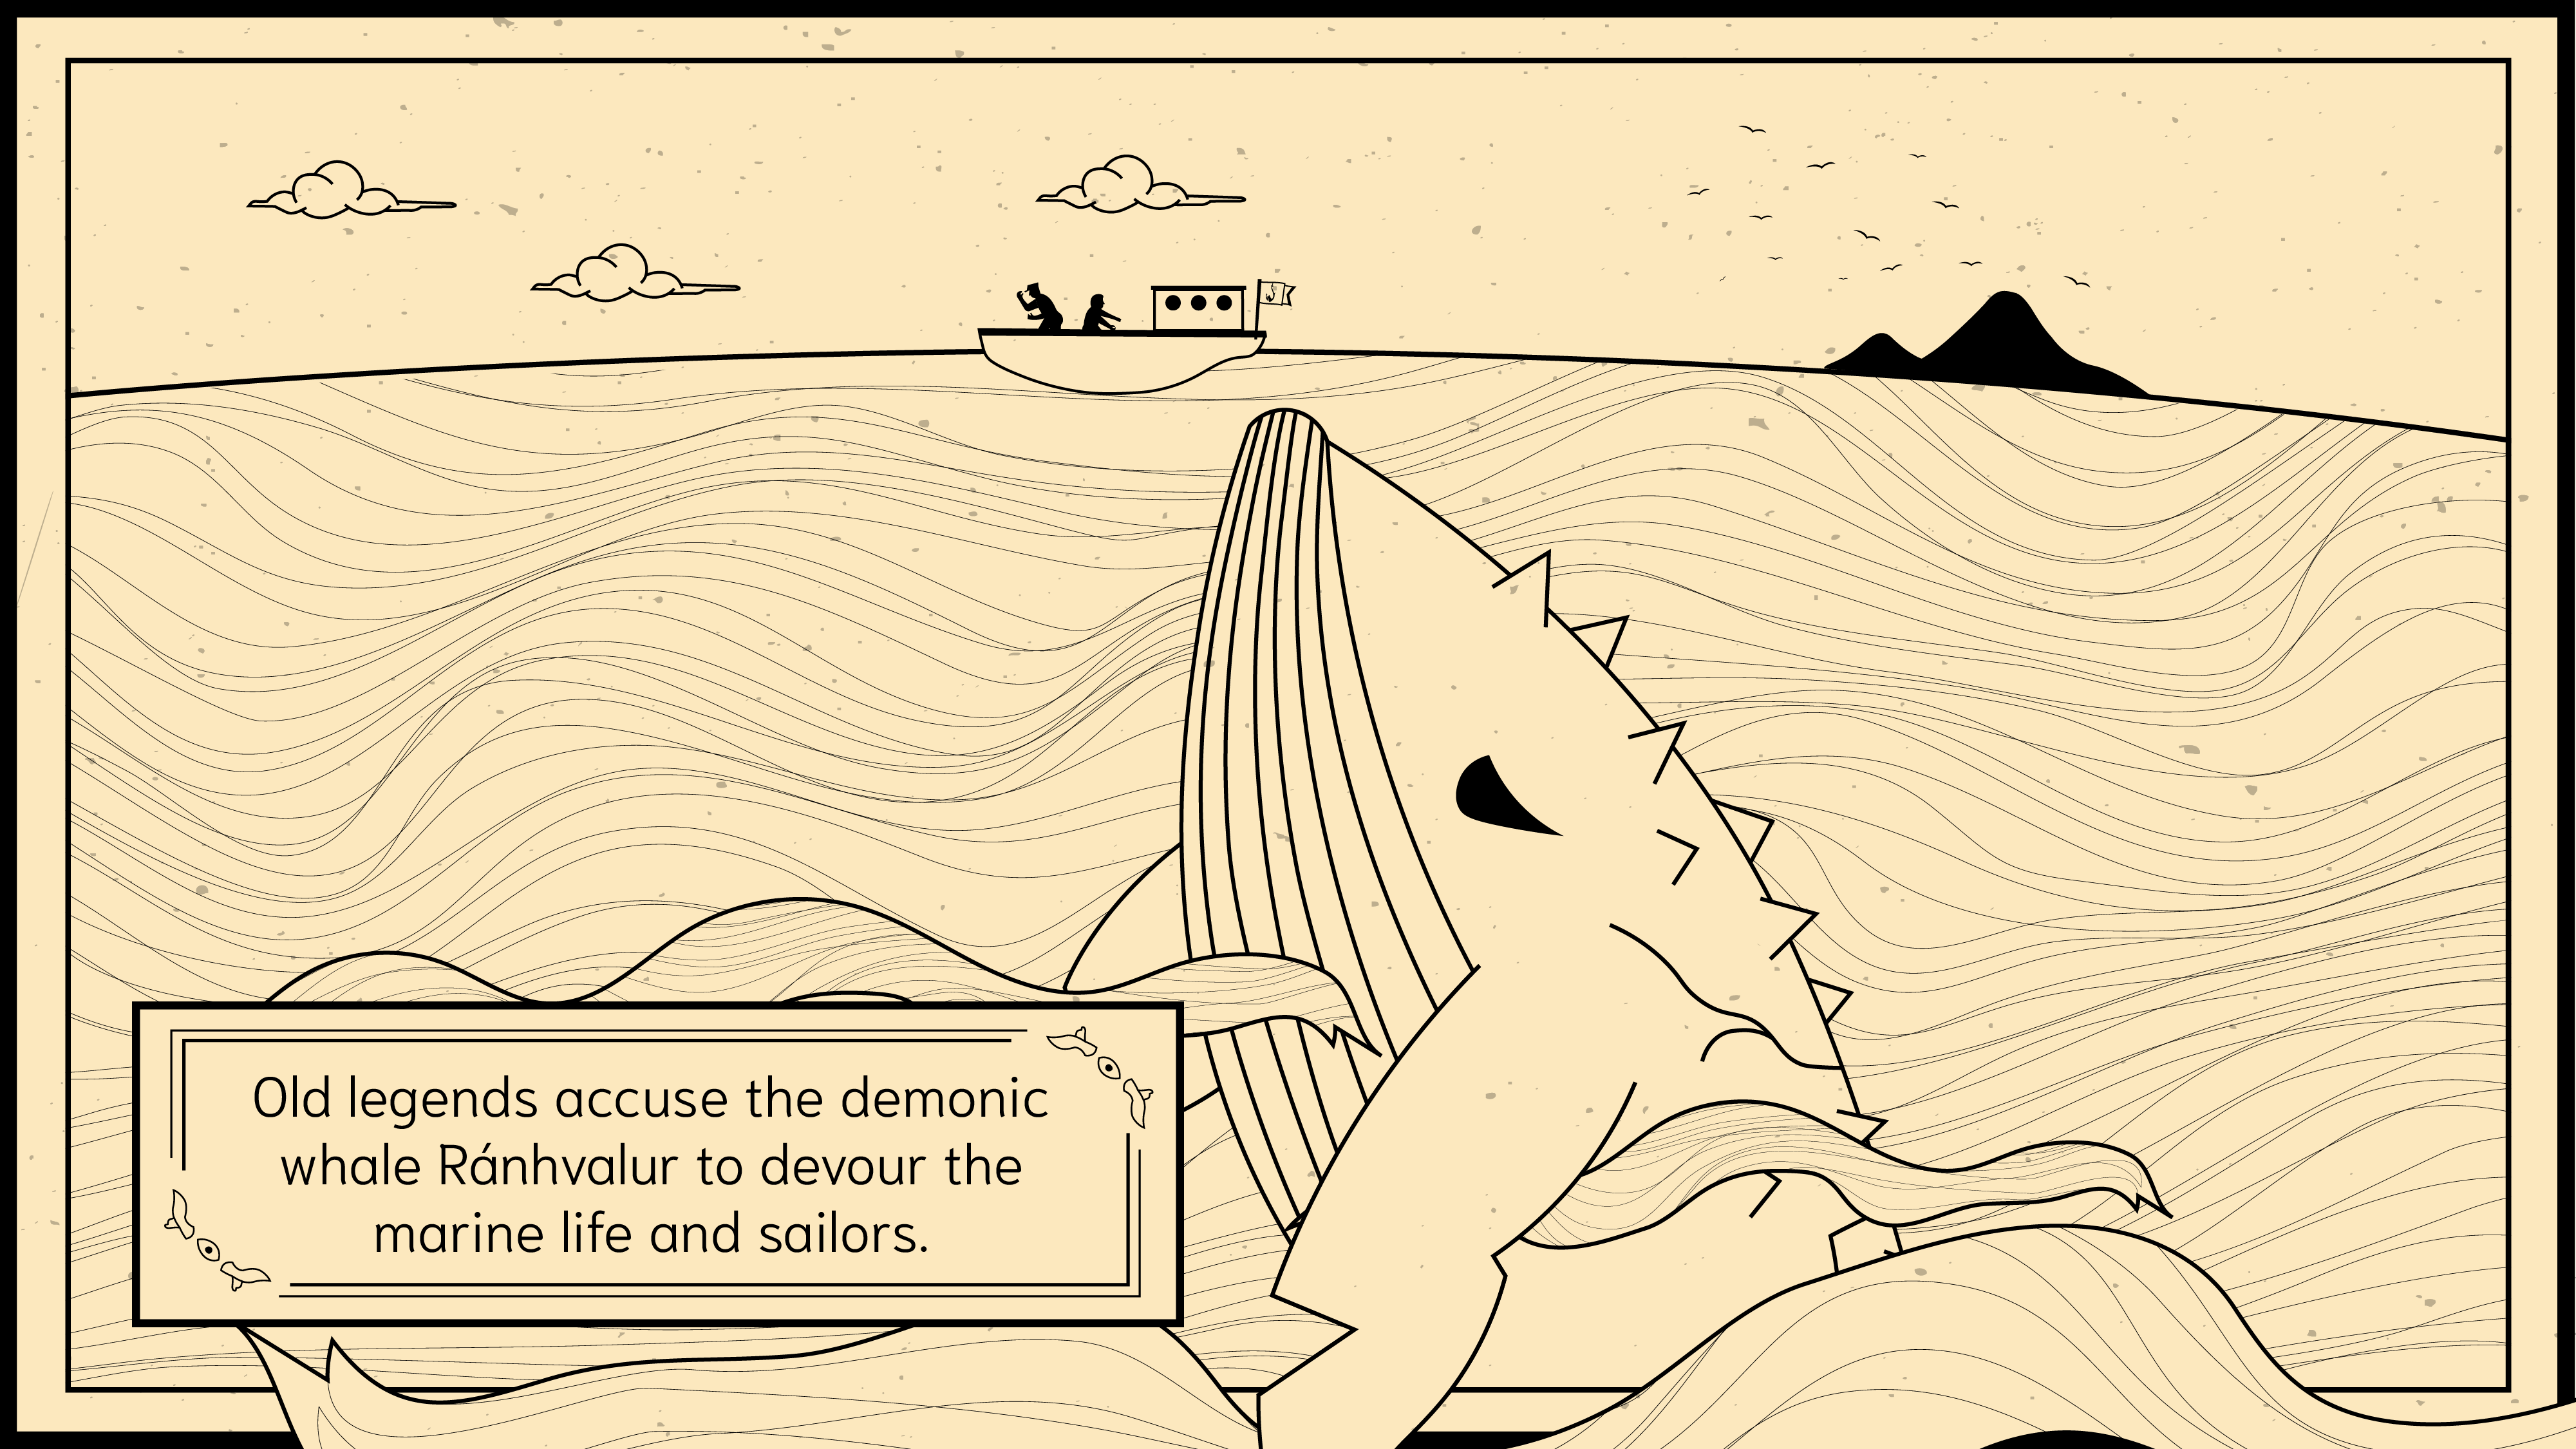 Old legends accuse the demonic
whale Ránhvalur to devour the
marine life and sailors.